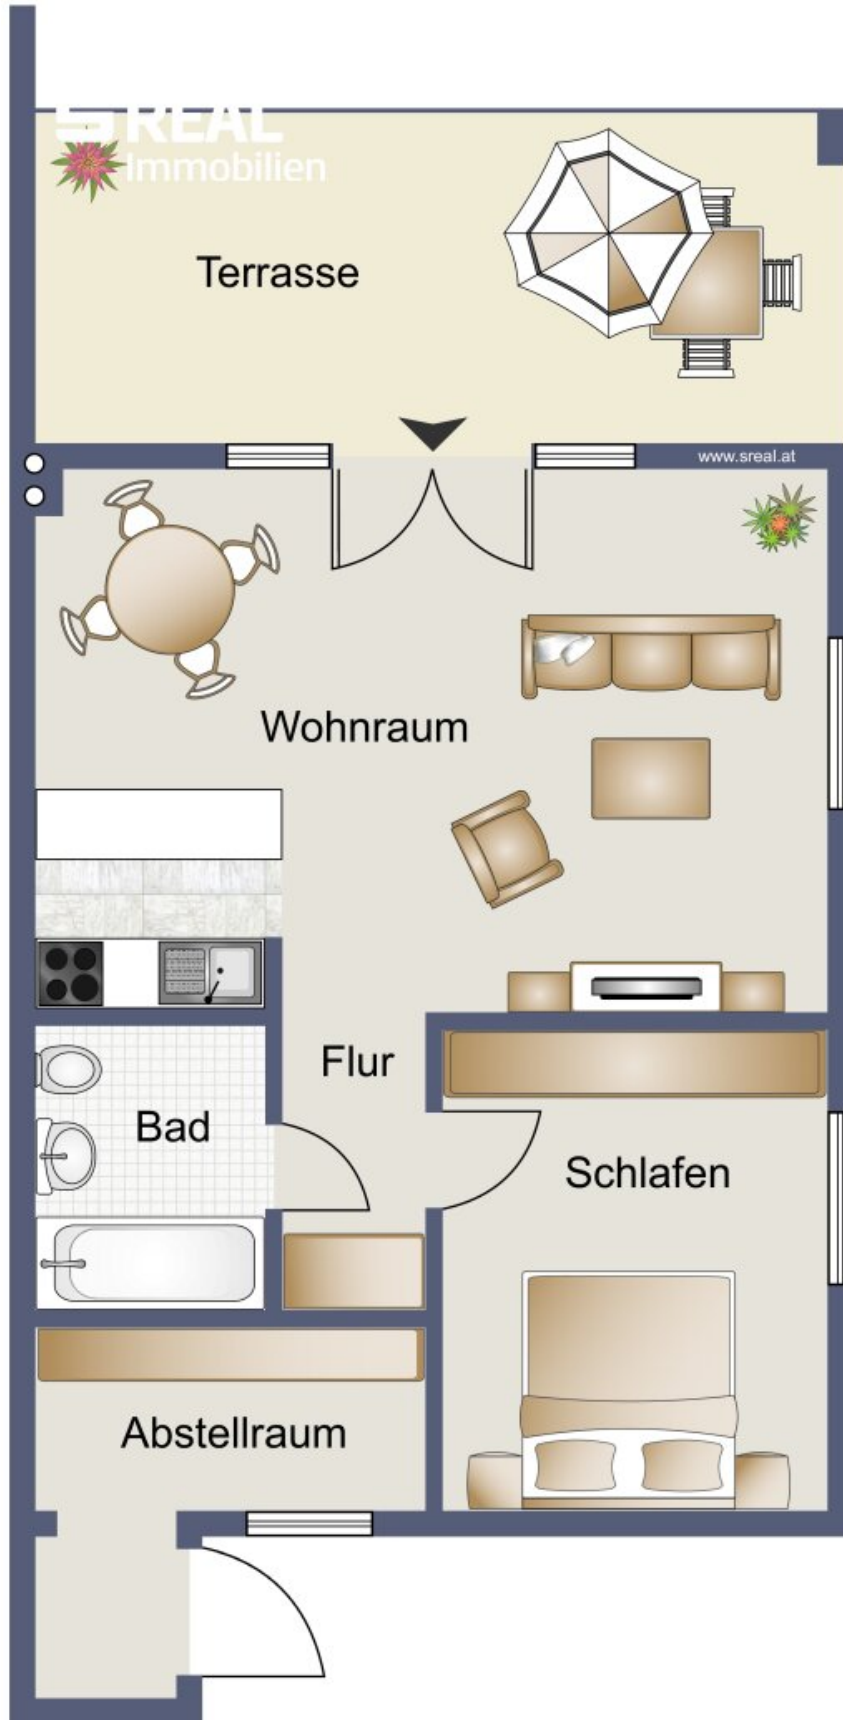 S REAL
Immobilien
Terrasse
www.sreal.at
Wohnraum
Flur
Bad
Schlafen
Abstellraum